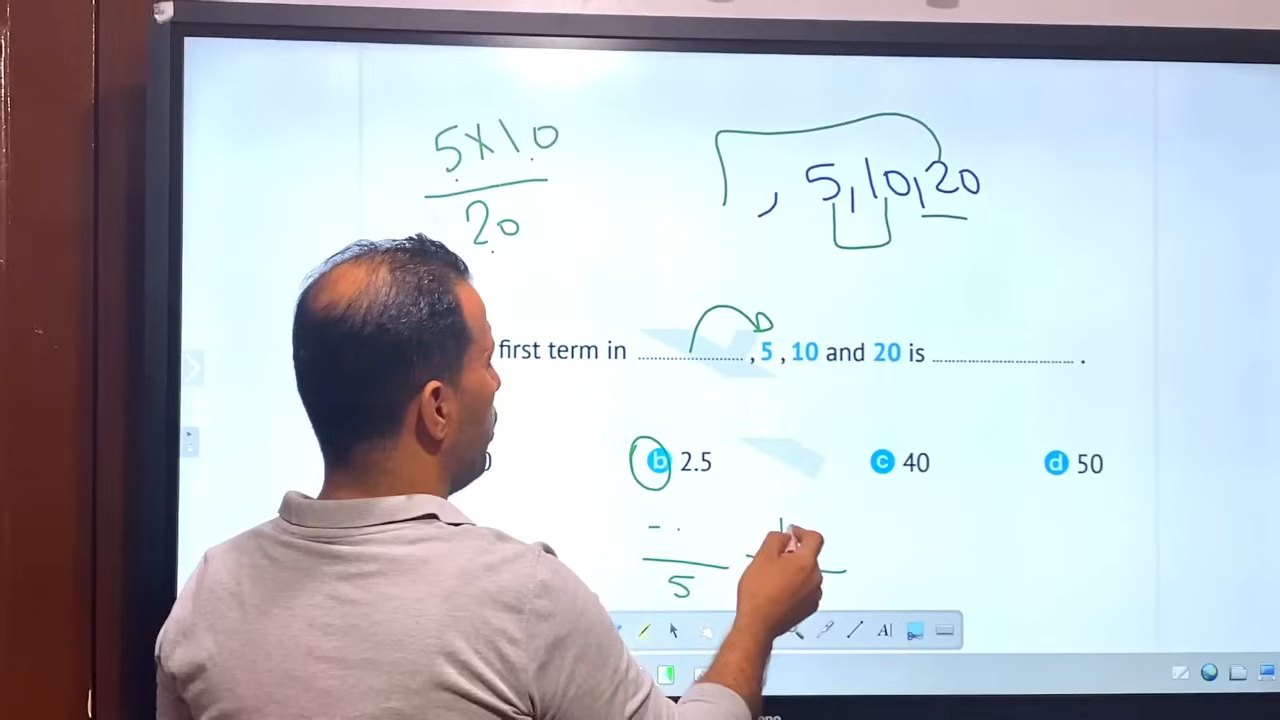 5×10
20
, 5, 10, 20
first term in ................ , 5 , 10 and 20 is ...................... .
0
b 2.5
c 40
d 50
5
A